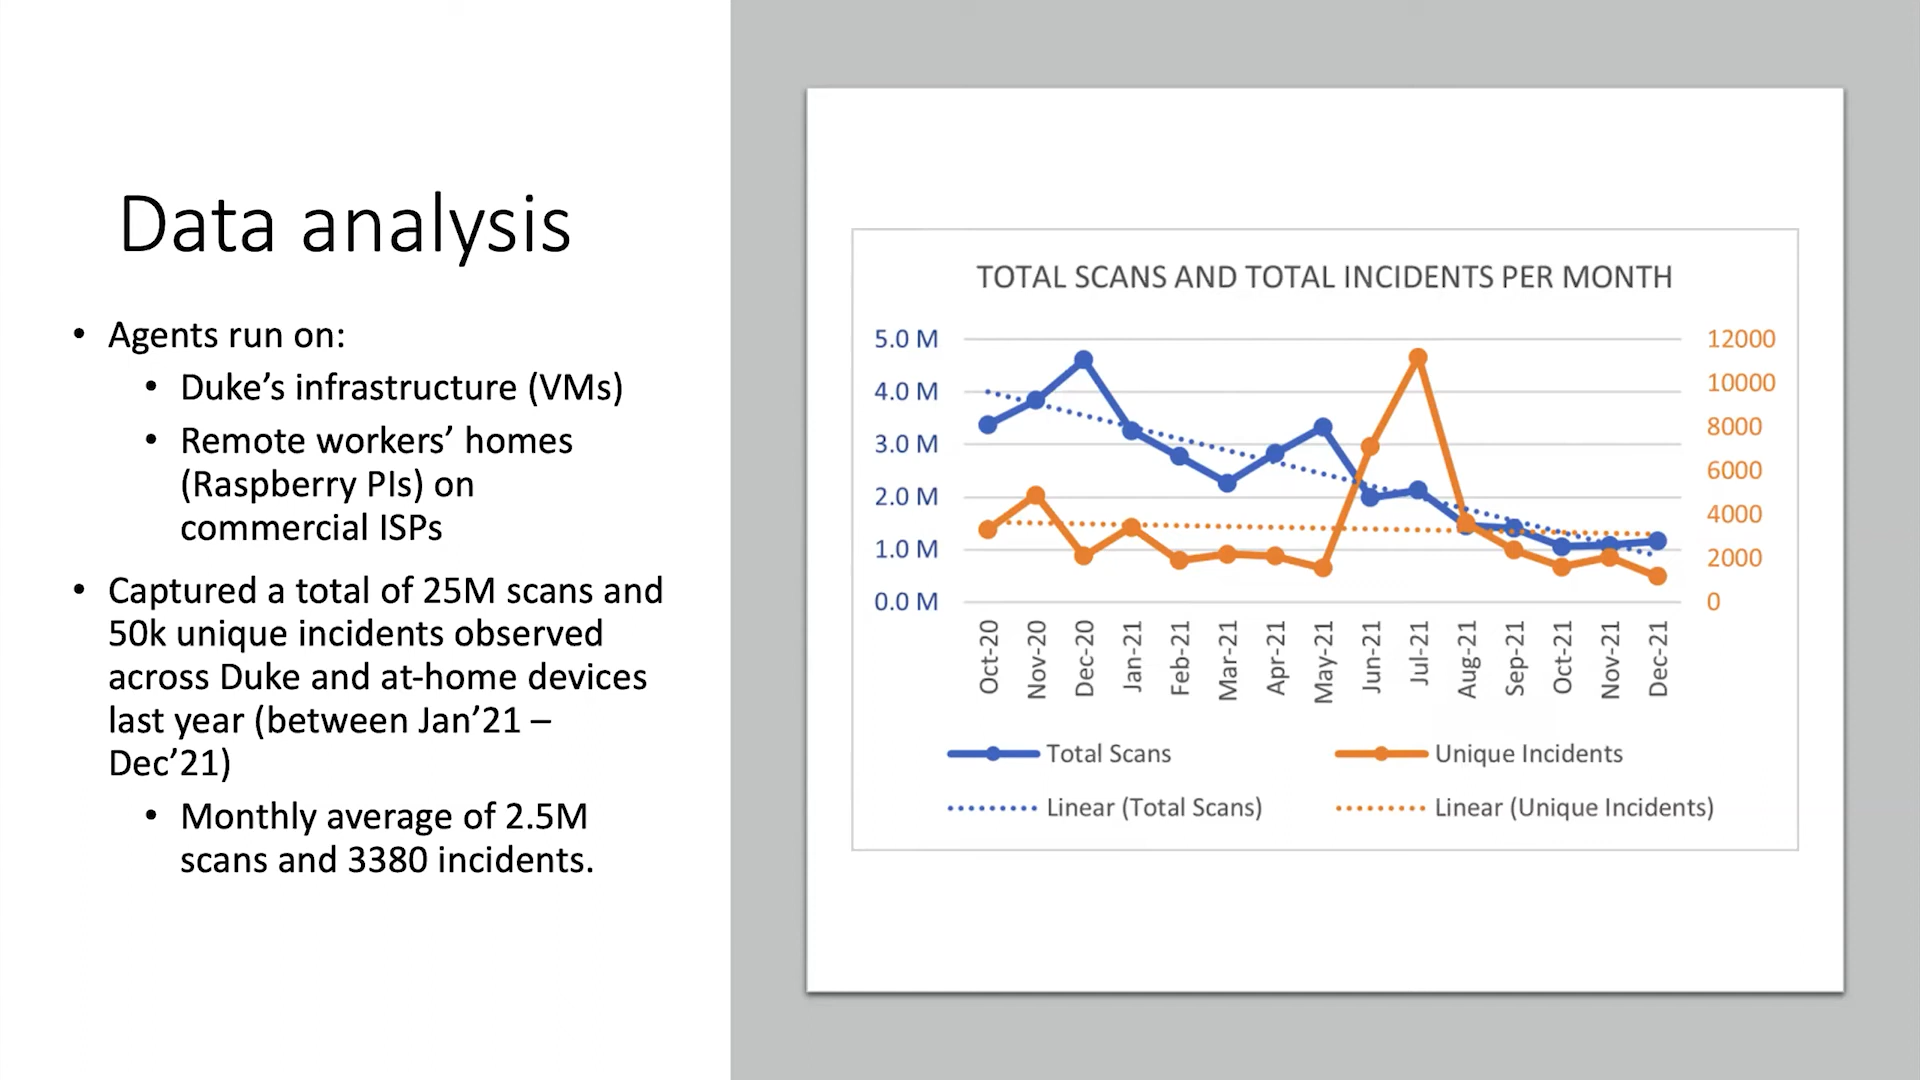 Data analysis
• Agents run on:
• Duke’s infrastructure (VMs)
• Remote workers’ homes
(Raspberry PIs) on
commercial ISPs
• Captured a total of 25M scans and
50k unique incidents observed
across Duke and at-home devices
last year (between Jan’21 –
Dec’21)
• Monthly average of 2.5M
scans and 3380 incidents.
TOTAL SCANS AND TOTAL INCIDENTS PER MONTH
5.0 M
4.0 M
3.0 M
2.0 M
1.0 M
0.0 M
12000
10000
8000
6000
4000
2000
0
Oct-20
Nov-20
Dec-20
Jan-21
Feb-21
Mar-21
Apr-21
May-21
Jun-21
Jul-21
Aug-21
Sep-21
Oct-21
Nov-21
Dec-21
Total Scans
Unique Incidents
Linear (Total Scans)
Linear (Unique Incidents)